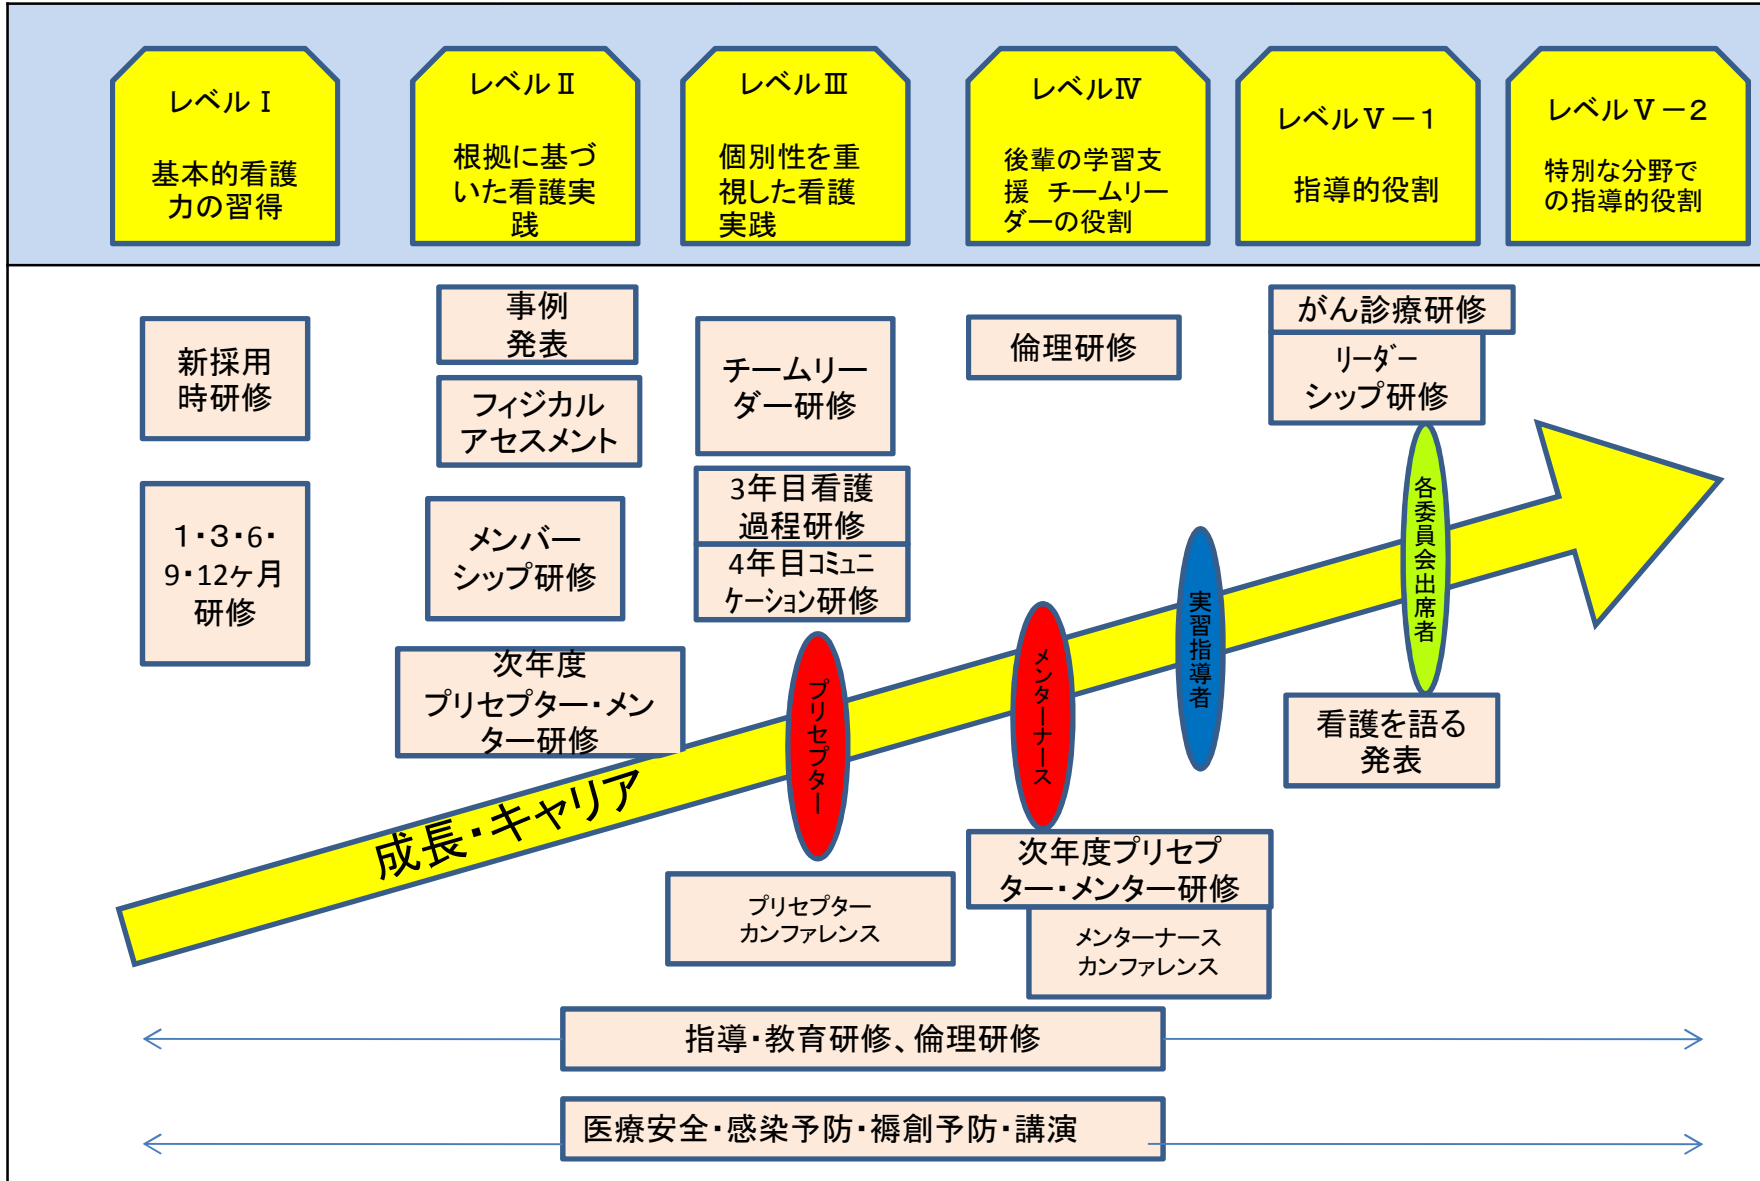 レベルⅠ
基本的看護
力の習得
レベルⅡ
根拠に基づ
いた看護実
践
レベルⅢ
個別性を重
視した看護
実践
レベルⅣ
後輩の学習支
援 チームリー
ダーの役割
レベルⅤ－1
指導的役割
レベルⅤ－2
特別な分野で
の指導的役割
新採用
時研修
1・3・6・
9・12ヶ月
研修
事例
発表
フィジカル
アセスメント
メンバー
シップ研修
次年度
プリセプター・メン
ター研修
チームリー
ダー研修
3年目看護
過程研修
4年目ｺﾐｭﾆ
ｹｰｼｮﾝ研修
プリセプター
プリセプター
カンファレンス
倫理研修
メンターナース
次年度プリセプ
ター・メンター研修
メンターナース
カンファレンス
実習指導者
がん診療研修
ﾘｰﾀﾞｰ
シップ研修
各委員会出席者
看護を語る
発表
成長・キャリア
指導・教育研修、倫理研修
医療安全・感染予防・褥創予防・講演